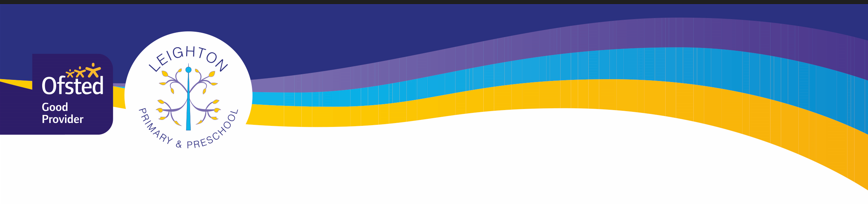 Ofsted
Good
Provider
LEIGHTON
PRIMARY & PRESCHOOL